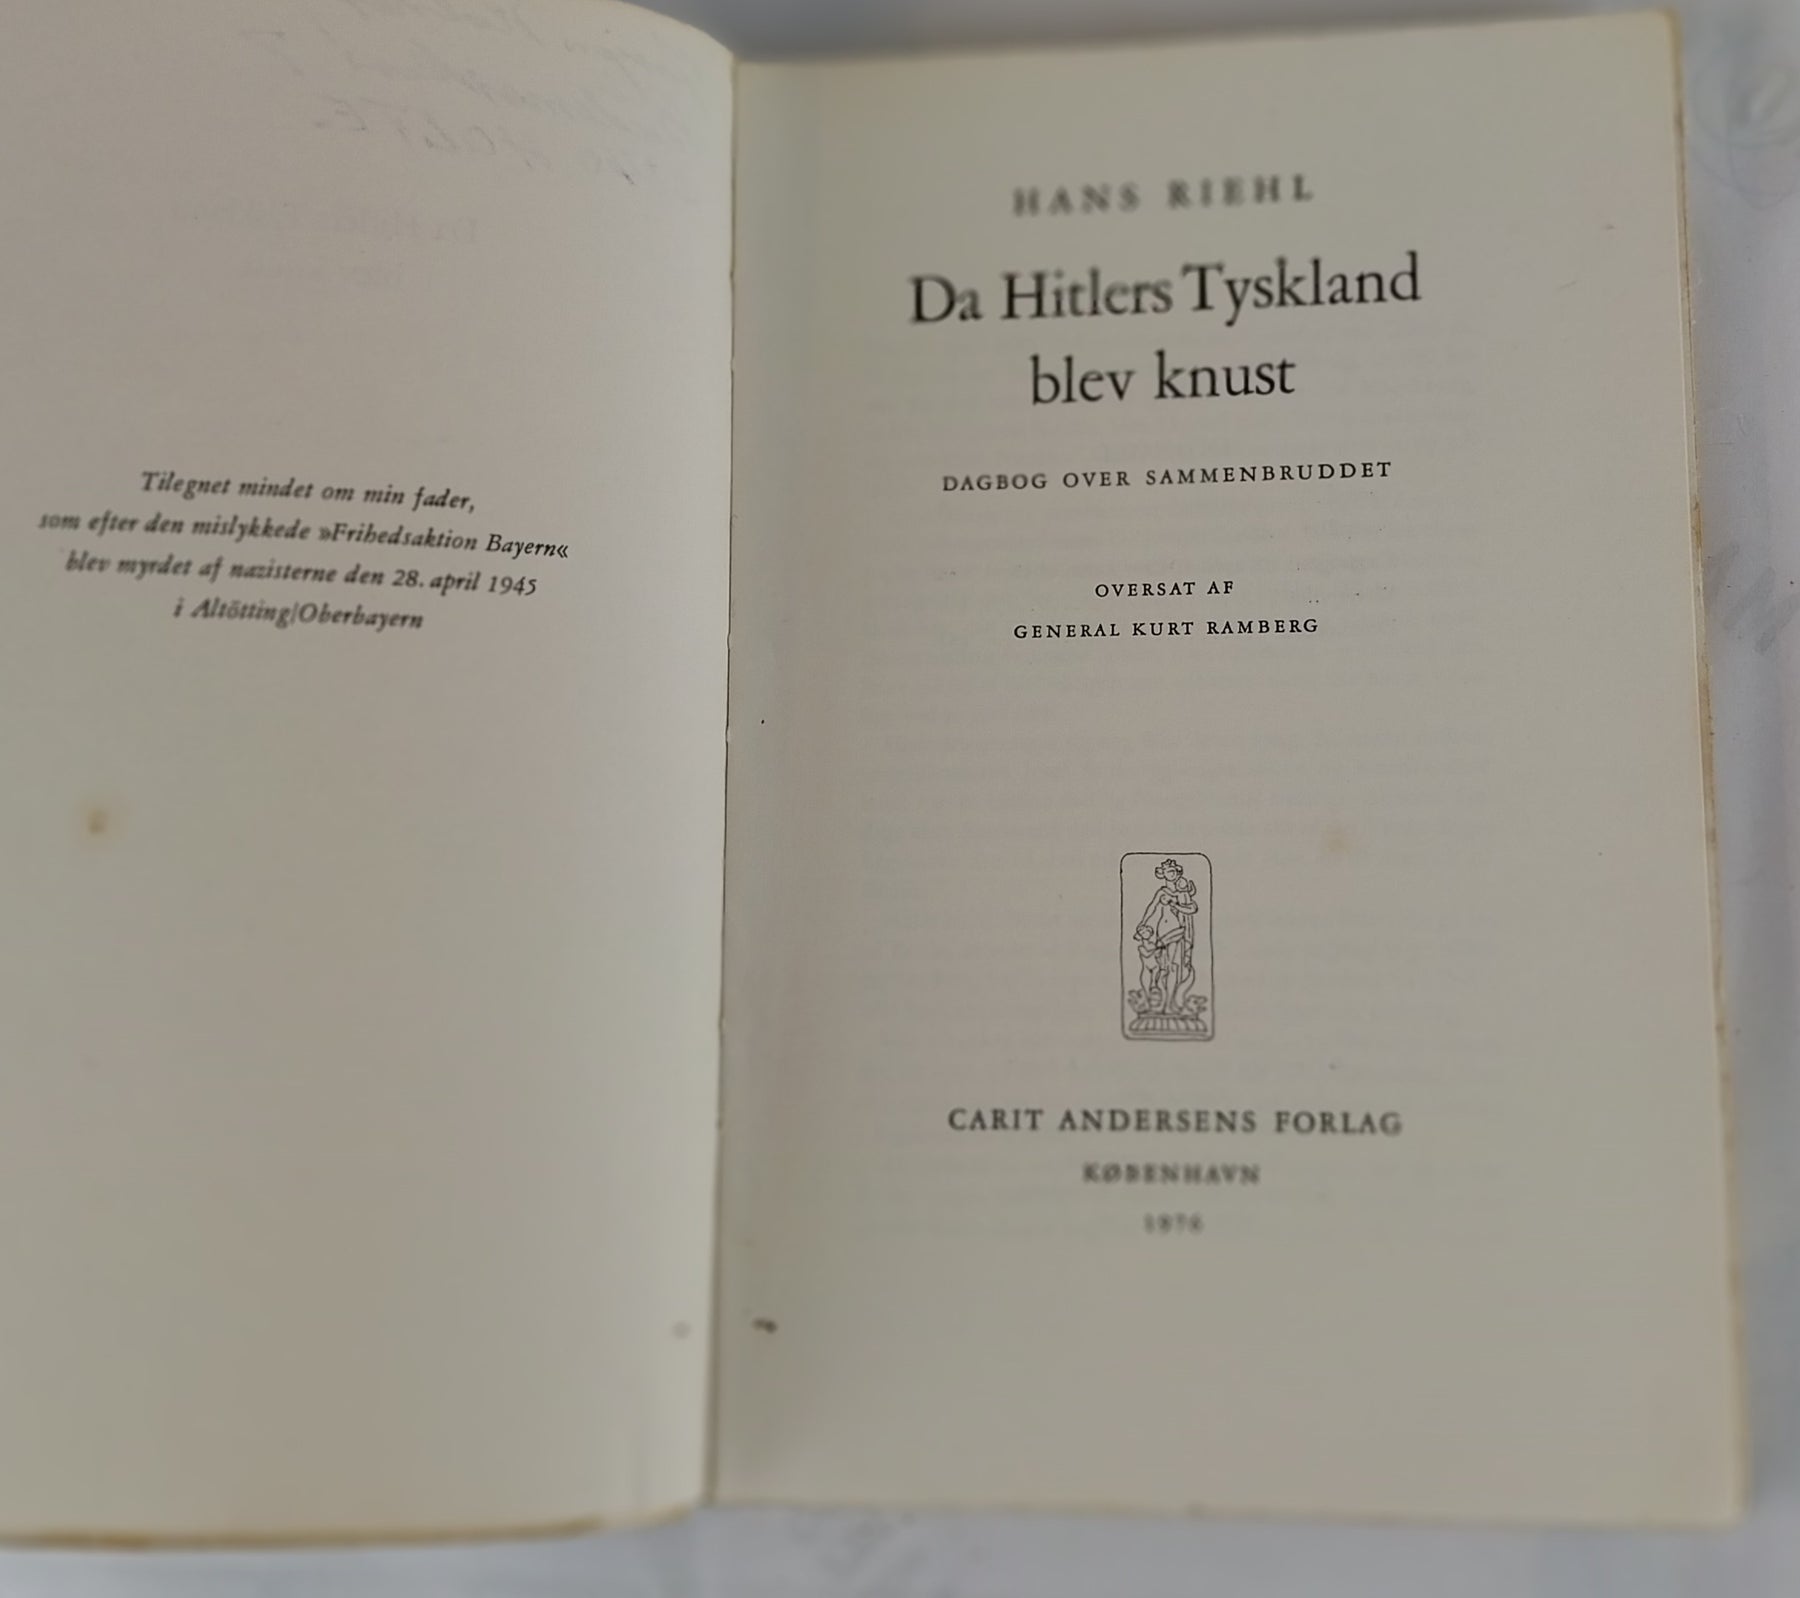 Tilegnet mindet om min fader,
som efter den mislykkede »Frihedsaktion Bayern«
blev myrdet af nazisterne den 28. april 1945
i Altötting/Oberbayern
HANS RIEHL
Da Hitlers Tyskland
blev knust
DAGBOG OVER SAMMENBRUDDET
OVERSAT AF
GENERAL KURT RAMBERG
CARIT ANDERSENS FORLAG
KØBENHAVN
1976